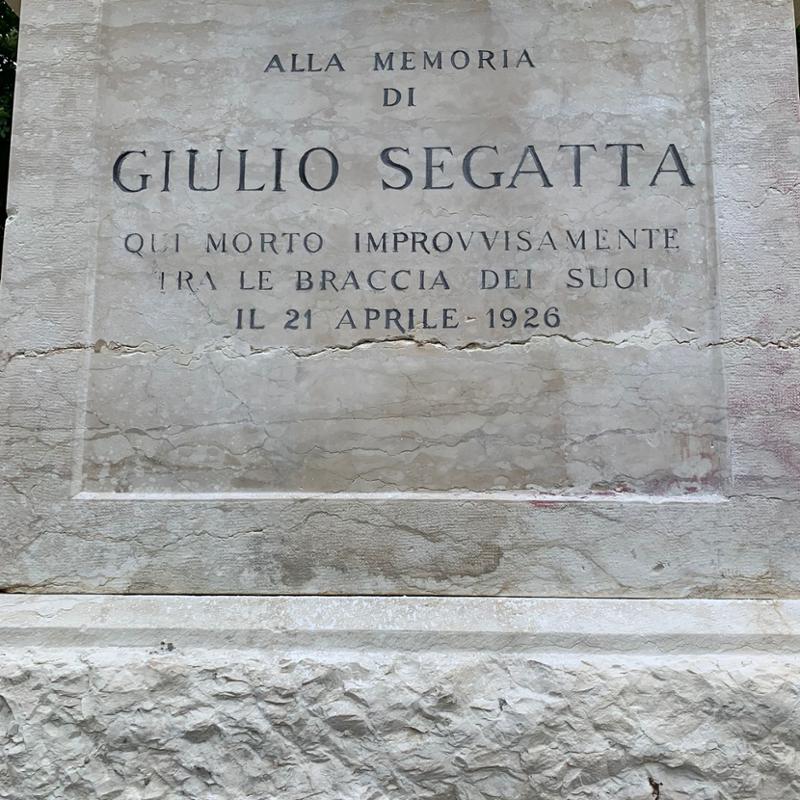 ALLA MEMORIA
DI
GIULIO SEGATTA
QUI MORTO IMPROVVISAMENTE
TRA LE BRACCIA DEI SUOI
IL 21 APRILE 1926